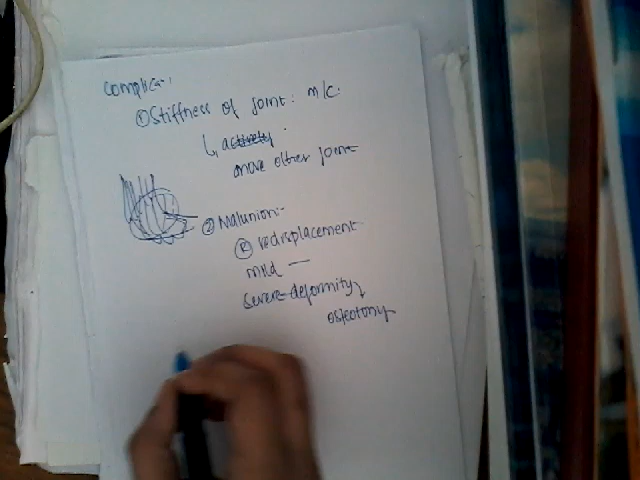 Complica-:
① Stiffness of joint: m/c.
↳ actively.
move other joint
② Malunion:-
Ⓡ redisplacement
mild —
severe deformity ↘
osteotomy